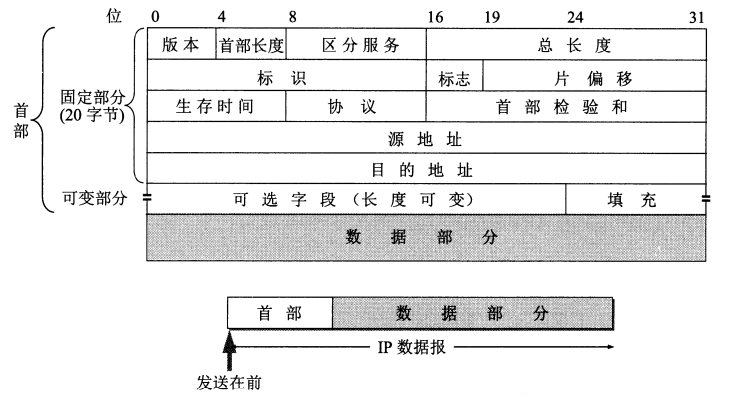 位 0 4 8 16 19 24 31
版本 首部长度 区分服务 总长度
标识 标志 片偏移
固定部分
(20 字节)
首部
生存时间 协议 首部检验和
源地址
目的地址
可变部分 可选字段（长度可变） 填充
数据部分
首部 数据部分
IP 数据报
发送在前